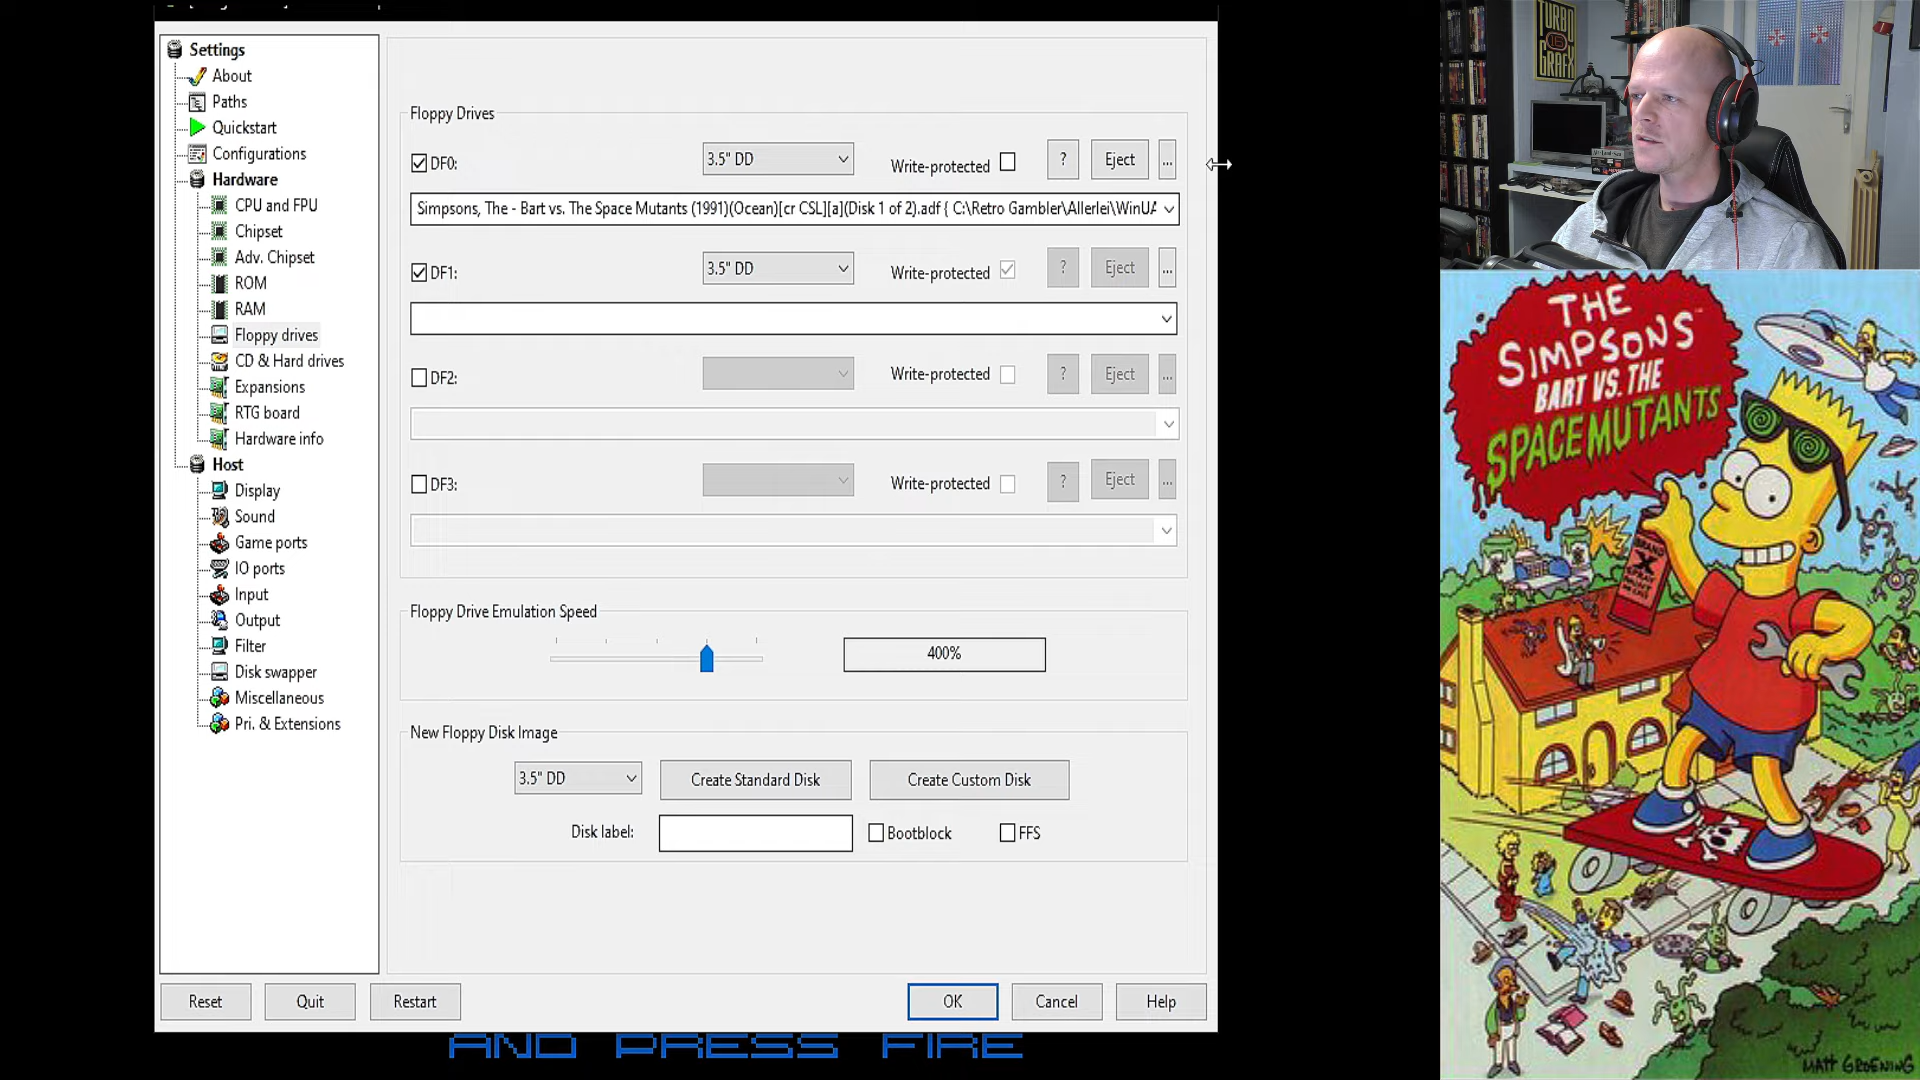 Settings
About
Paths
Quickstart
Configurations
Hardware
CPU and FPU
Chipset
Adv. Chipset
ROM
RAM
Floppy drives
CD & Hard drives
Expansions
RTG board
Hardware info
Host
Display
Sound
Game ports
IO ports
Input
Output
Filter
Disk swapper
Miscellaneous
Pri. & Extensions
Floppy Drives
DF0: 3.5" DD Write-protected ? Eject ...
Simpsons, The - Bart vs. The Space Mutants (1991)(Ocean)[cr CSL][a](Disk 1 of 2).adf { C:\Retro Gambler\Allerlei\WinUA
DF1: 3.5" DD Write-protected ? Eject ...
DF2: Write-protected ? Eject ...
DF3: Write-protected ? Eject ...
Floppy Drive Emulation Speed
400%
New Floppy Disk Image
3.5" DD Create Standard Disk Create Custom Disk
Disk label: Bootblock FFS
Reset Quit Restart OK Cancel Help
AND PRESS FIRE
TURBO
16
GRAFX
THE
SIMPSONS
BART VS. THE
SPACE MUTANTS
BRAND
X
SPRAY
MATT GROENING